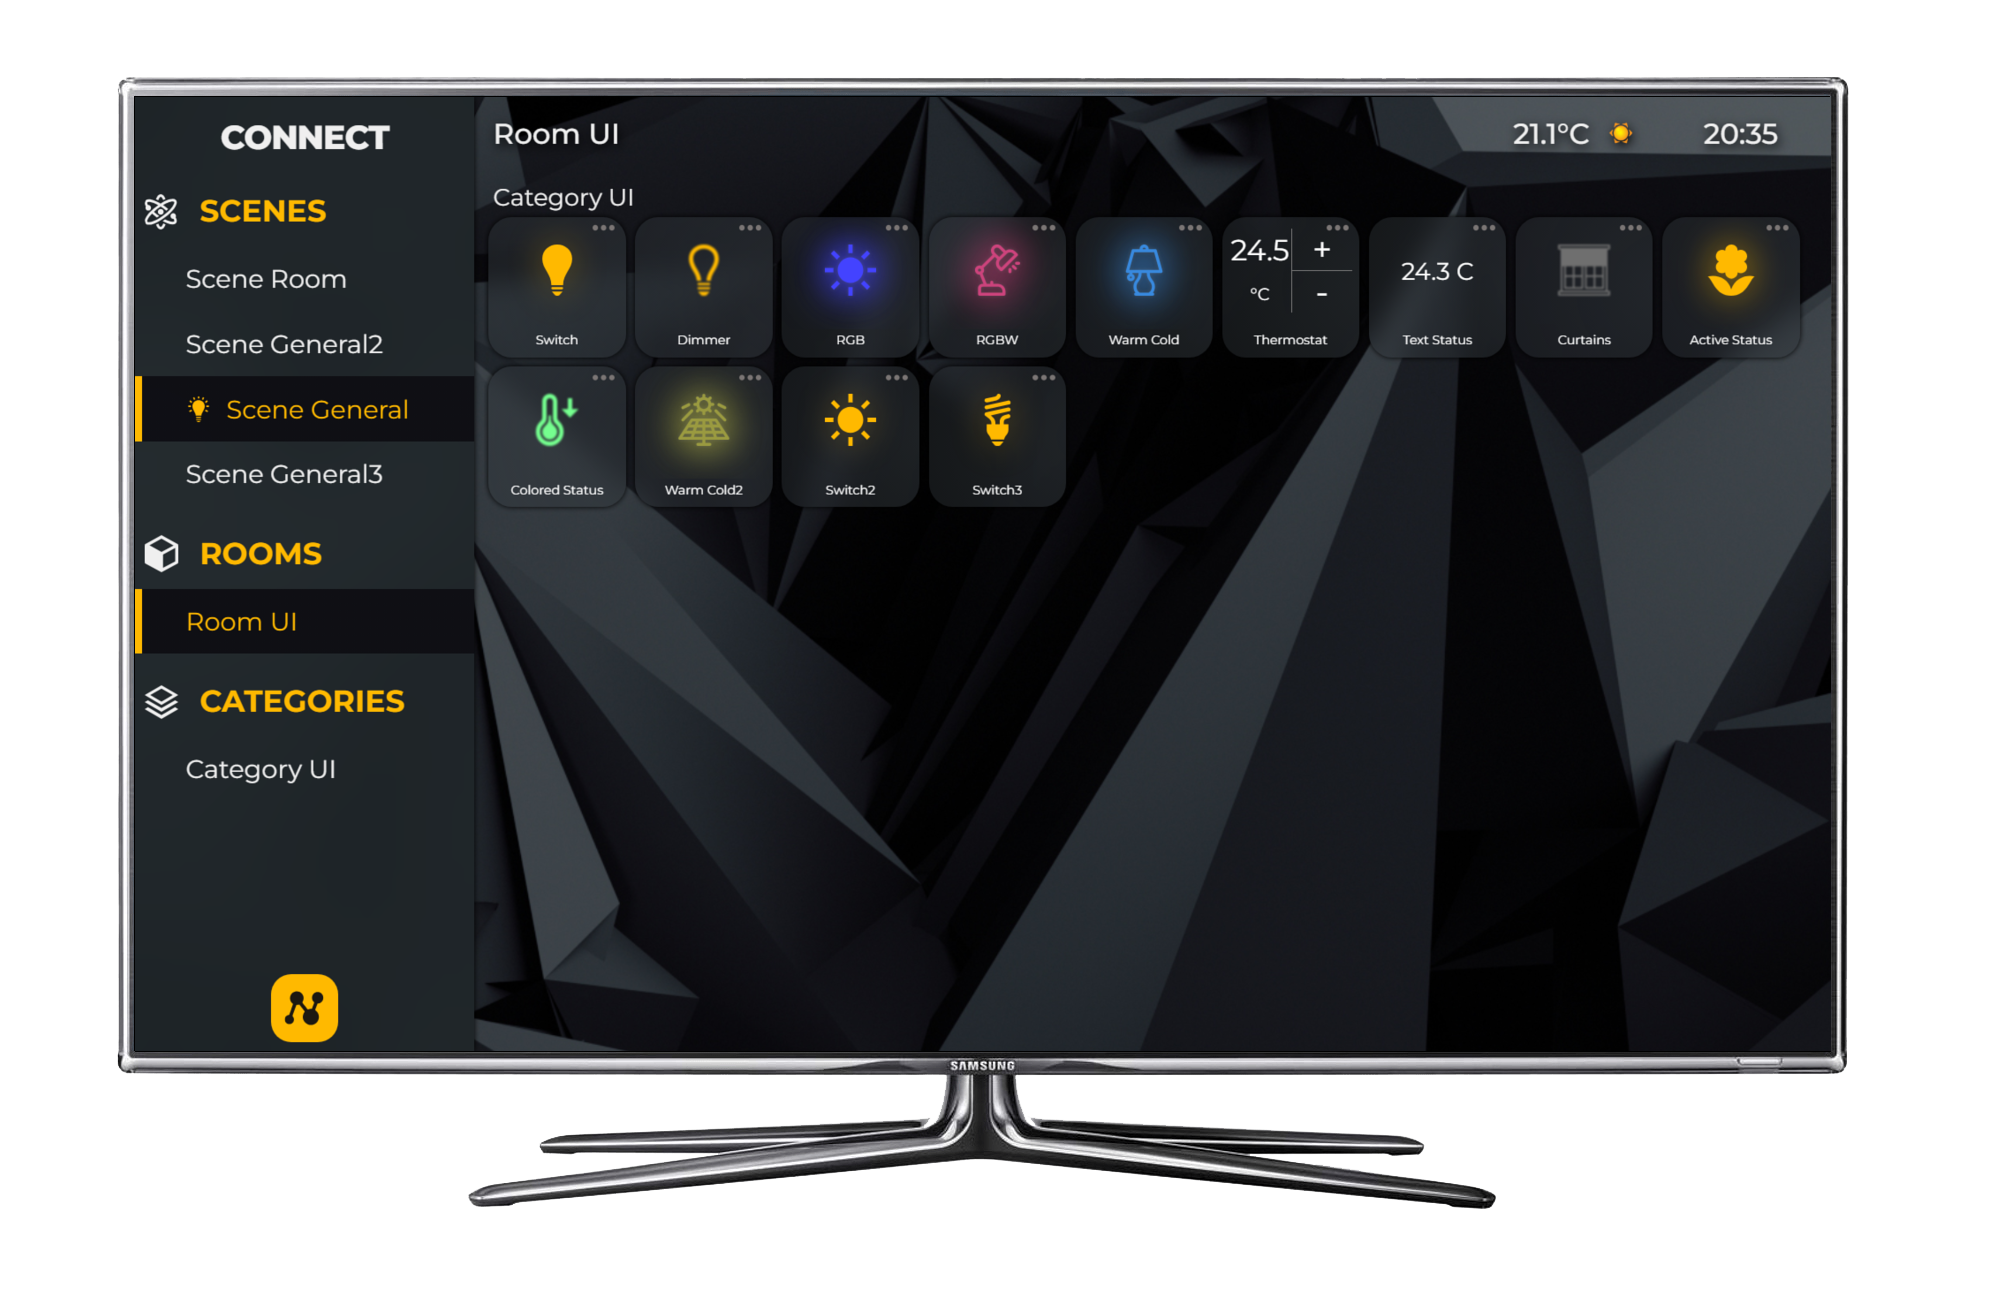 CONNECT
SCENES
Scene Room
Scene General2
Scene General
Scene General3
ROOMS
Room UI
CATEGORIES
Category UI
Room UI
21.1°C
20:35
Category UI
Switch
Dimmer
RGB
RGBW
Warm Cold
24.5
+
°C
-
Thermostat
24.3 C
Text Status
Curtains
Active Status
Colored Status
Warm Cold2
Switch2
Switch3
SAMSUNG